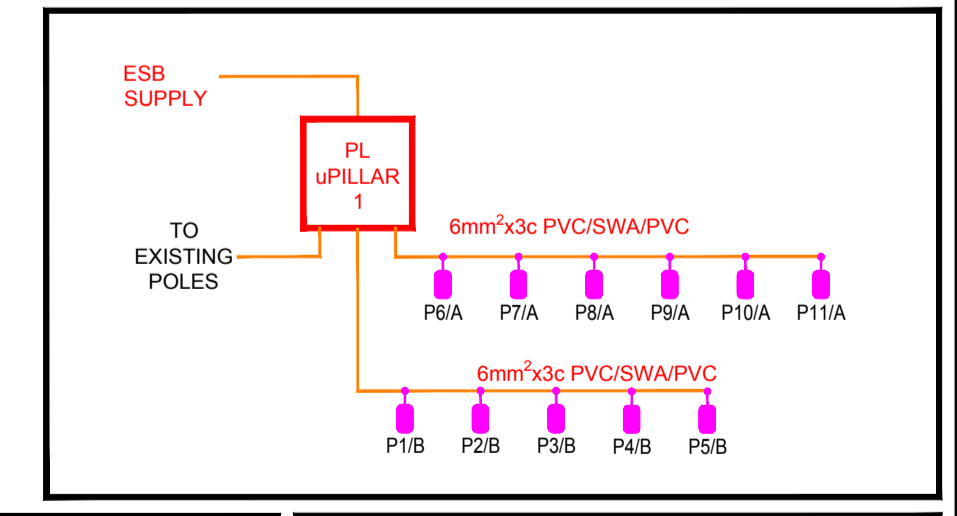 ESB
SUPPLY
PL
uPILLAR
1
TO
EXISTING
POLES
6mm²x3c PVC/SWA/PVC
P6/A P7/A P8/A P9/A P10/A P11/A
6mm²x3c PVC/SWA/PVC
P1/B P2/B P3/B P4/B P5/B